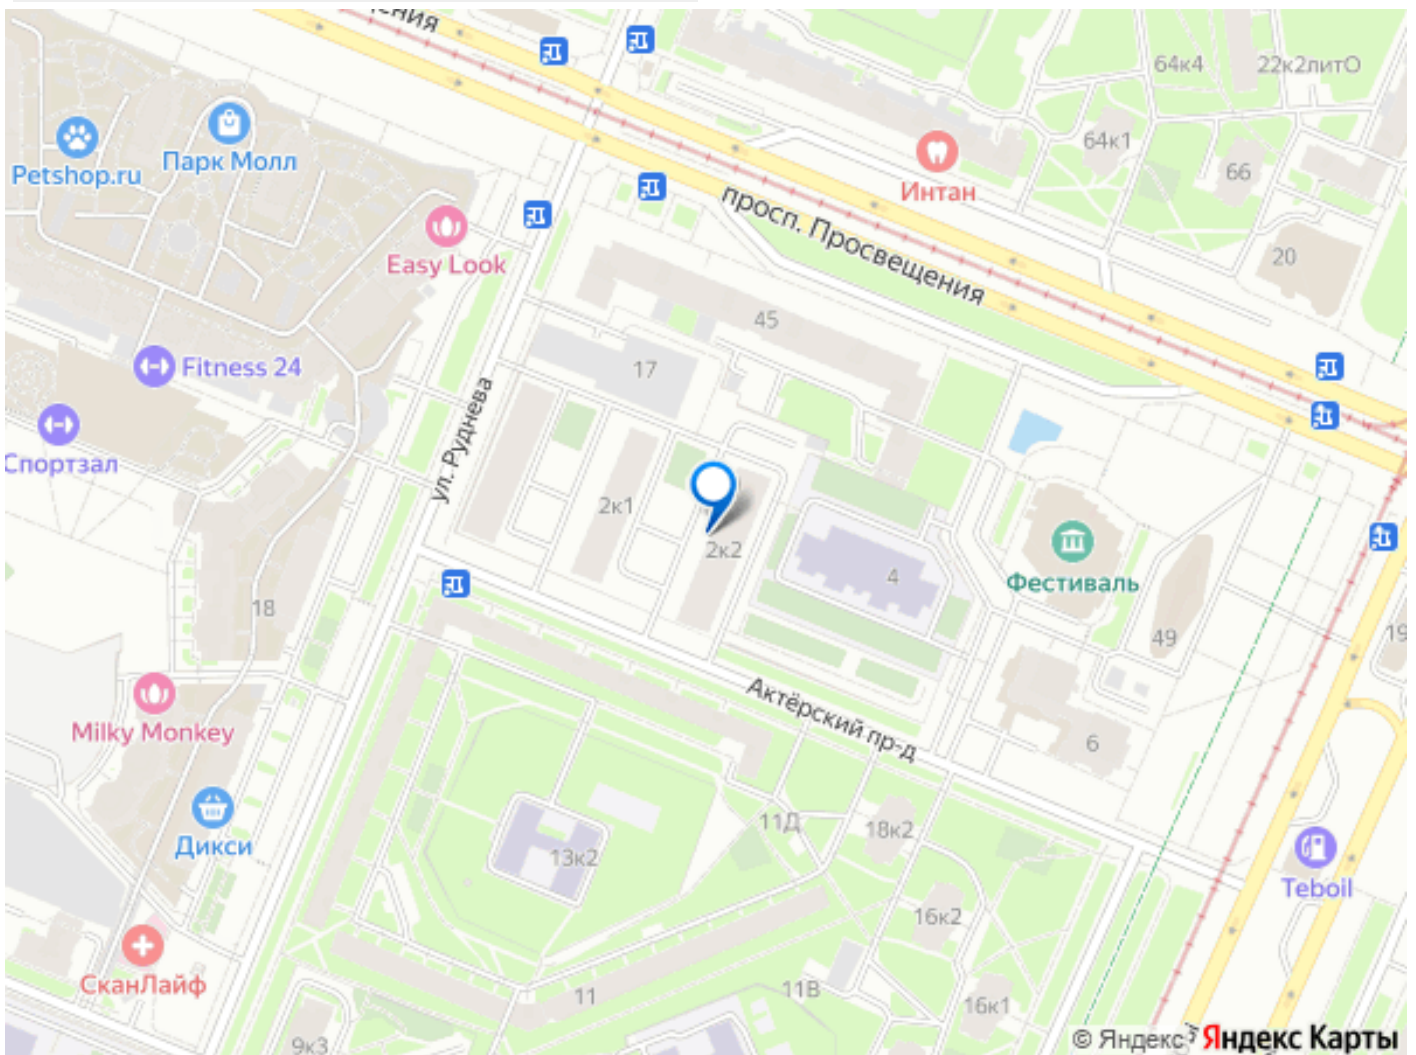 64к4
22к2литО
Парк Молл
Petshop.ru
64к1
66
Интан
просп. Просвещения
Easy Look
20
45
17
Fitness 24
ул. Руднева
Спортзал
2к1
2к2
4
Фестиваль
18
49
19
Актёрский пр-д
Milky Monkey
6
Дикси
11Д
18к2
13к2
Teboil
16к2
СканЛайф
11
11В
16к1
9к3
© Яндекс Яндекс Карты